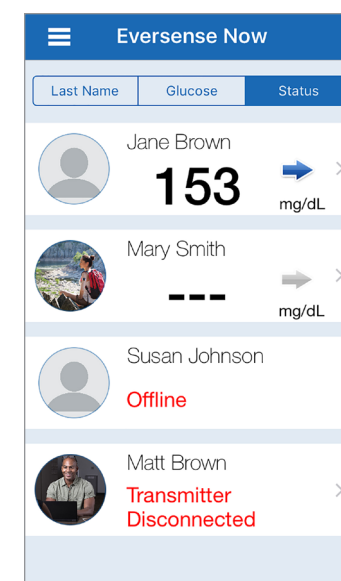 Eversense Now
Last Name Glucose Status
Jane Brown
153
mg/dL
Mary Smith
---
mg/dL
Susan Johnson
Offline
Matt Brown
Transmitter
Disconnected